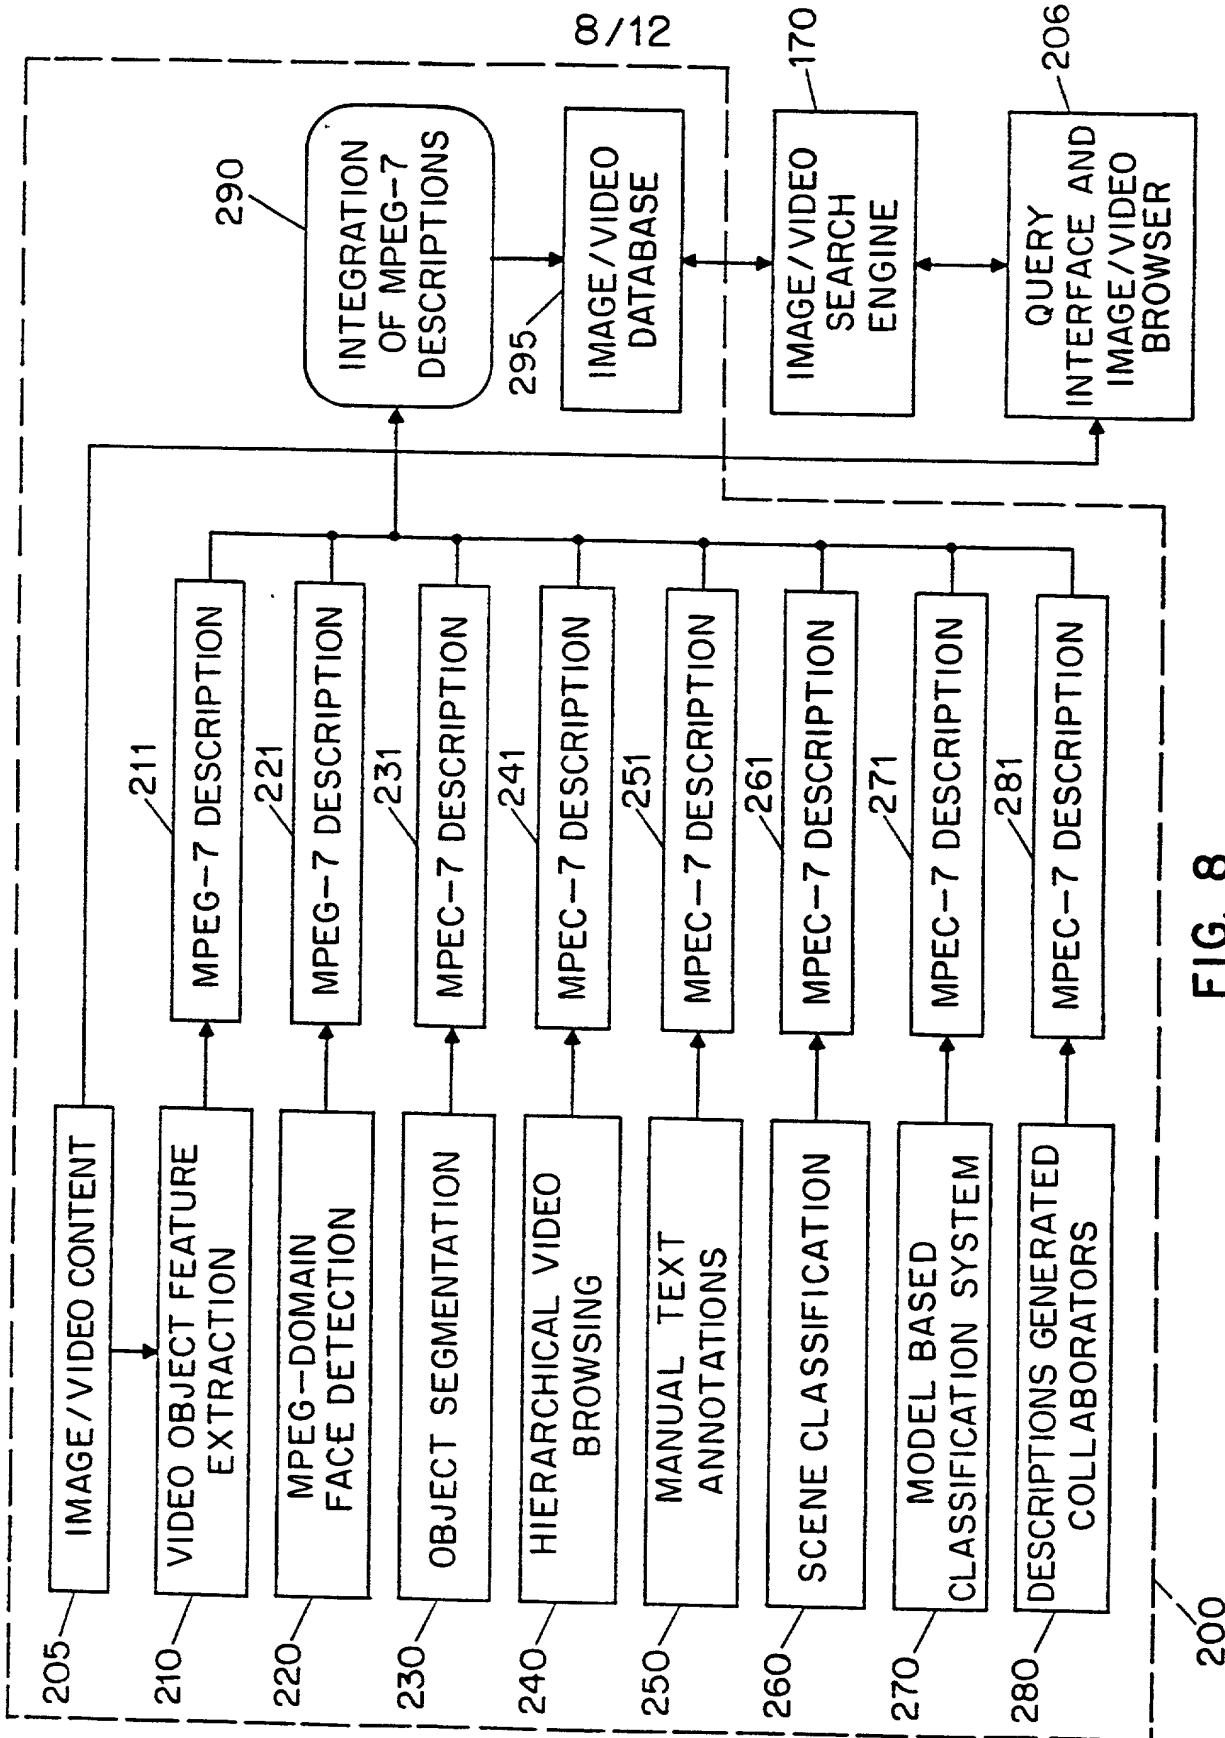 8/12
205
IMAGE/VIDEO CONTENT
210
VIDEO OBJECT FEATURE
EXTRACTION
211
MPEG-7 DESCRIPTION
220
MPEG-DOMAIN
FACE DETECTION
221
MPEG-7 DESCRIPTION
230
OBJECT SEGMENTATION
231
MPEC-7 DESCRIPTION
240
HIERARCHICAL VIDEO
BROWSING
241
MPEC-7 DESCRIPTION
250
MANUAL TEXT
ANNOTATIONS
251
MPEC-7 DESCRIPTION
260
SCENE CLASSIFICATION
261
MPEC-7 DESCRIPTION
270
MODEL BASED
CLASSIFICATION SYSTEM
271
MPEC-7 DESCRIPTION
280
DESCRIPTIONS GENERATED
COLLABORATORS
281
MPEC-7 DESCRIPTION
290
INTEGRATION
OF MPEG-7
DESCRIPTIONS
295
IMAGE/VIDEO
DATABASE
170
IMAGE/VIDEO
SEARCH
ENGINE
206
QUERY
INTERFACE AND
IMAGE/VIDEO
BROWSER
200
FIG. 8